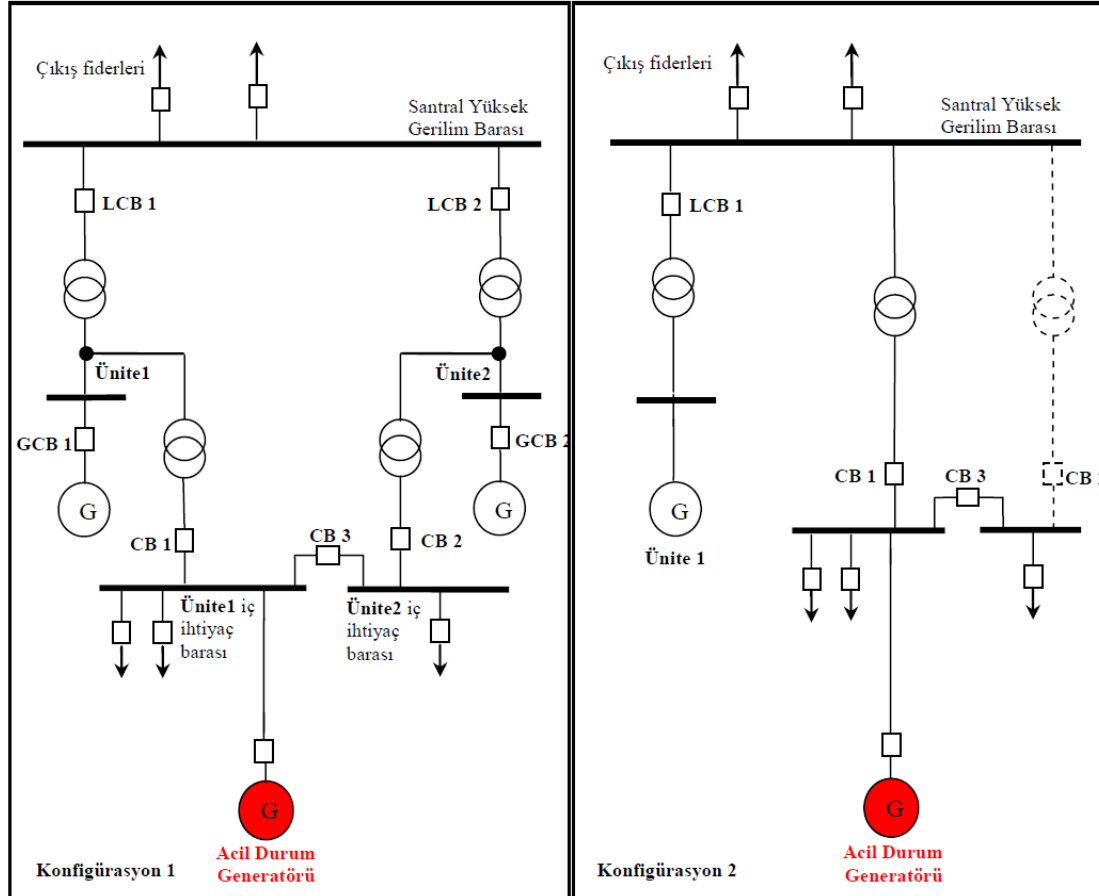 Çıkış fiderleri
Santral Yüksek
Gerilim Barası
LCB 1
LCB 2
Ünite1
Ünite2
GCB 1
GCB 2
G
G
CB 1
CB 3
CB 2
Ünite1 iç
ihtiyaç
barası
Ünite2 iç
ihtiyaç
barası
G
Acil Durum
Generatörü
Konfigürasyon 1
Çıkış fiderleri
Santral Yüksek
Gerilim Barası
LCB 1
CB 1
CB 3
CB
G
Ünite 1
G
Acil Durum
Generatörü
Konfigürasyon 2